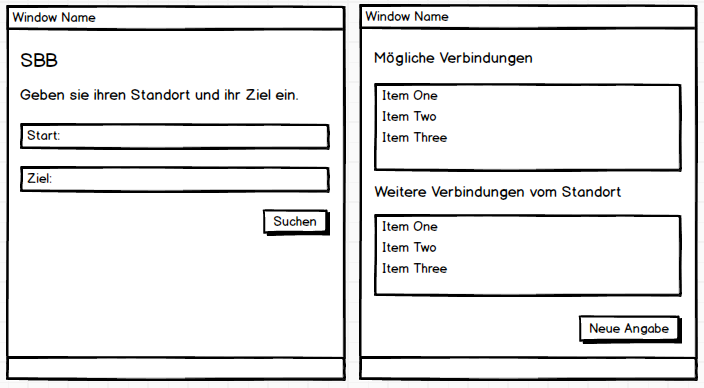 Window Name
SBB
Geben sie ihren Standort und ihr Ziel ein.
Start:
Ziel:
Suchen
Window Name
Mögliche Verbindungen
Item One
Item Two
Item Three
Weitere Verbindungen vom Standort
Item One
Item Two
Item Three
Neue Angabe